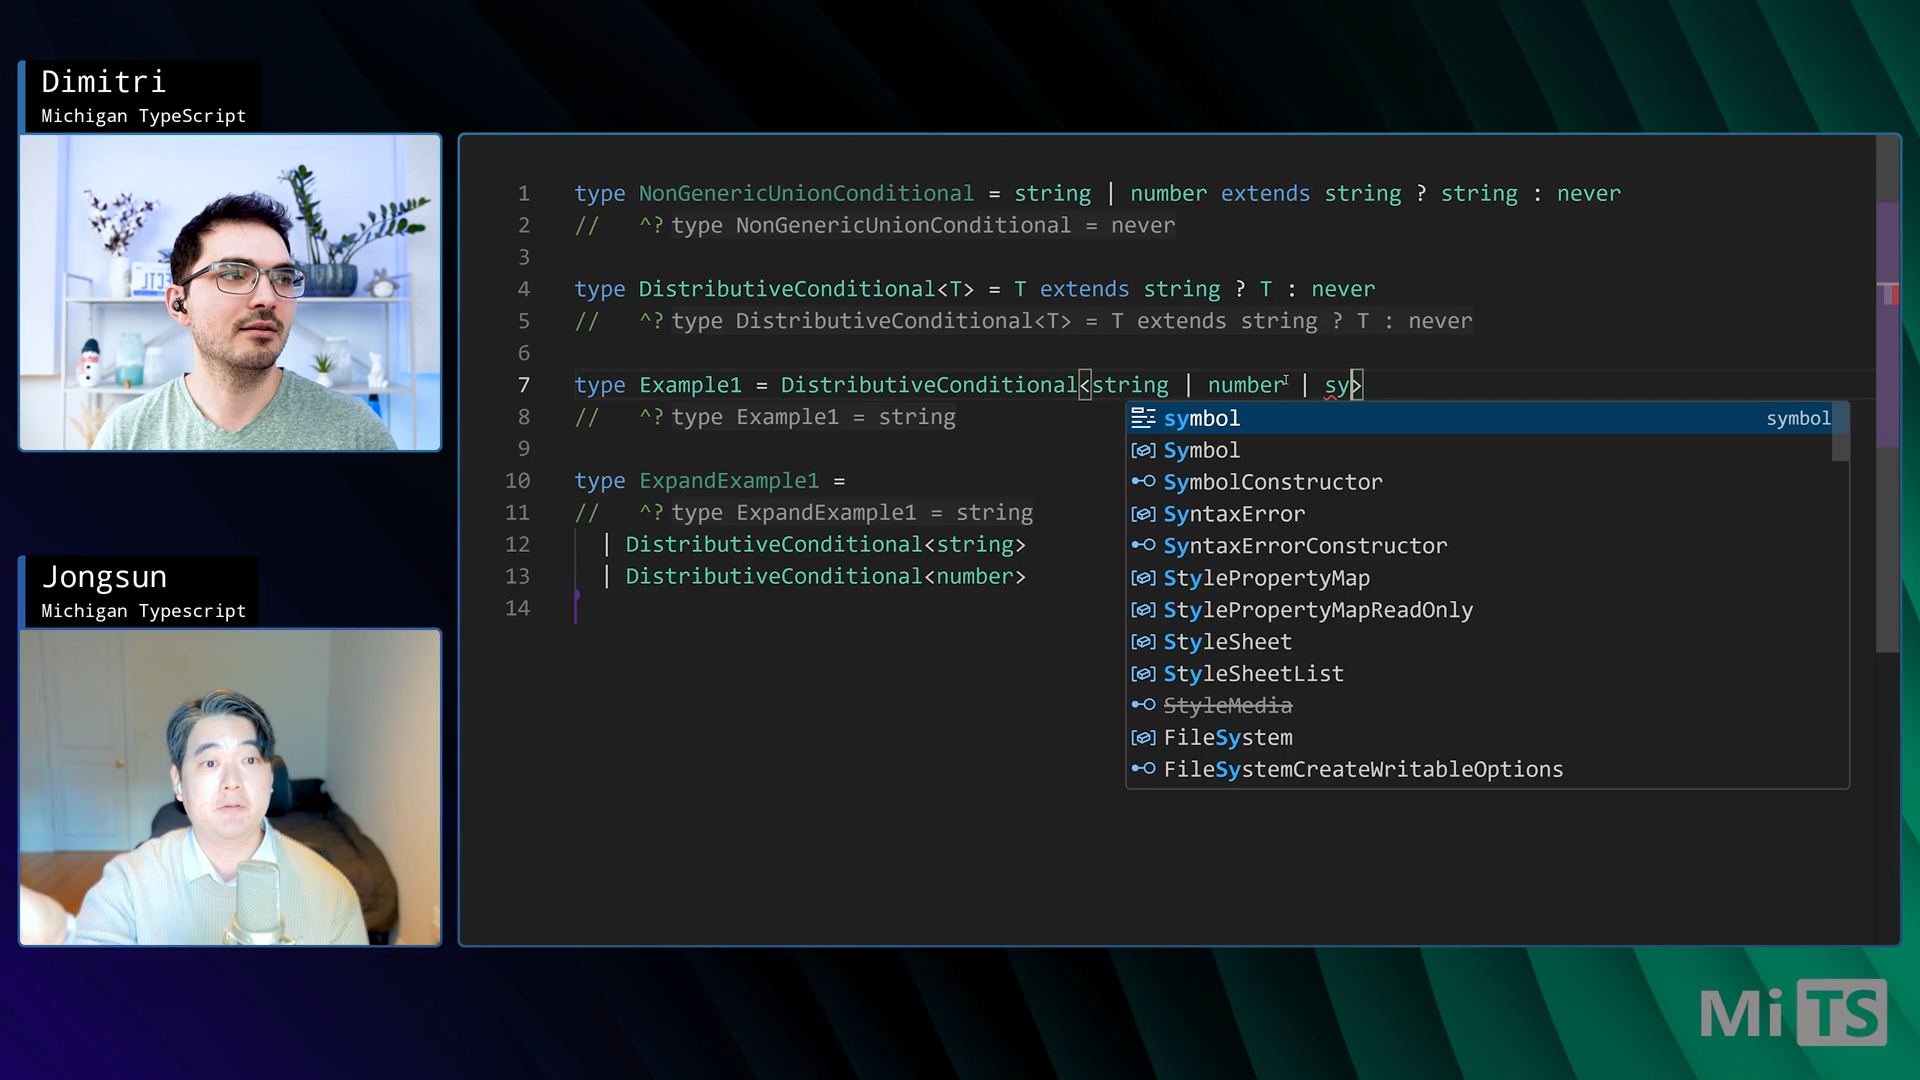 Dimitri
Michigan TypeScript
Jongsun
Michigan Typescript
1 type NonGenericUnionConditional = string | number extends string ? string : never
2 //   ^? type NonGenericUnionConditional = never
3
4 type DistributiveConditional<T> = T extends string ? T : never
5 //   ^? type DistributiveConditional<T> = T extends string ? T : never
6
7 type Example1 = DistributiveConditional<string | number | sy>
8 //   ^? type Example1 = string
9
10 type ExpandExample1 =
11 //   ^? type ExpandExample1 = string
12   | DistributiveConditional<string>
13   | DistributiveConditional<number>
14
symbol symbol
Symbol
SymbolConstructor
SyntaxError
SyntaxErrorConstructor
StylePropertyMap
StylePropertyMapReadOnly
StyleSheet
StyleSheetList
StyleMedia
FileSystem
FileSystemCreateWritableOptions
MiTS